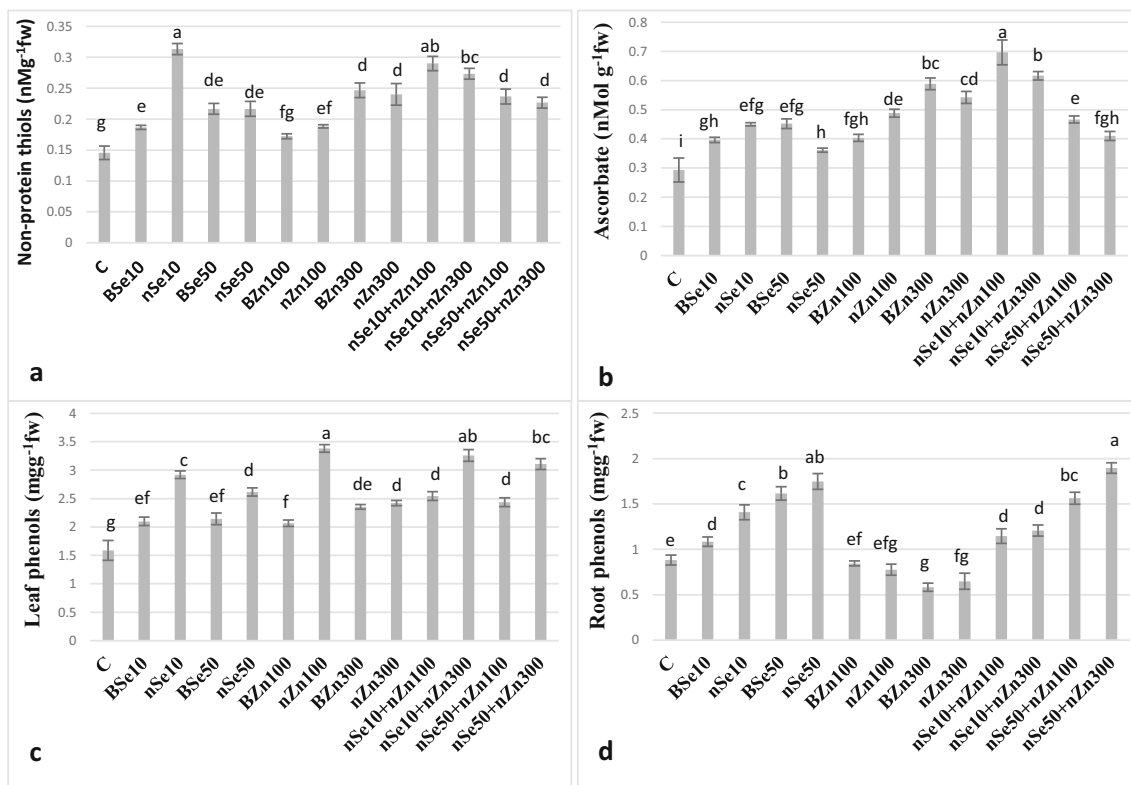 Non-protein thiols (nMg⁻¹fw)
0.35
0.3
0.25
0.2
0.15
0.1
0.05
0
g
e
a
de
de
fg
ef
d
d
ab
bc
d
d
C
BSe10
nSe10
BSe50
nSe50
BZn100
nZn100
BZn300
nZn300
nSe10+nZn100
nSe10+nZn300
nSe50+nZn100
nSe50+nZn300
a
Ascorbate (nMol g⁻¹fw)
0.8
0.7
0.6
0.5
0.4
0.3
0.2
0.1
0
i
gh
efg
efg
h
fgh
de
bc
cd
a
b
e
fgh
C
BSe10
nSe10
BSe50
nSe50
BZn100
nZn100
BZn300
nZn300
nSe10+nZn100
nSe10+nZn300
nSe50+nZn100
nSe50+nZn300
b
Leaf phenols (mgg⁻¹fw)
4
3.5
3
2.5
2
1.5
1
0.5
0
g
ef
c
ef
d
f
a
de
d
d
ab
d
bc
C
BSe10
nSe10
BSe50
nSe50
BZn100
nZn100
BZn300
nZn300
nSe10+nZn100
nSe10+nZn300
nSe50+nZn100
nSe50+nZn300
c
Root phenols (mgg⁻¹fw)
2.5
2
1.5
1
0.5
0
e
d
c
b
ab
ef
efg
g
fg
d
d
bc
a
C
BSe10
nSe10
BSe50
nSe50
BZn100
nZn100
BZn300
nZn300
nSe10+nZn100
nSe10+nZn300
nSe50+nZn100
nSe50+nZn300
d